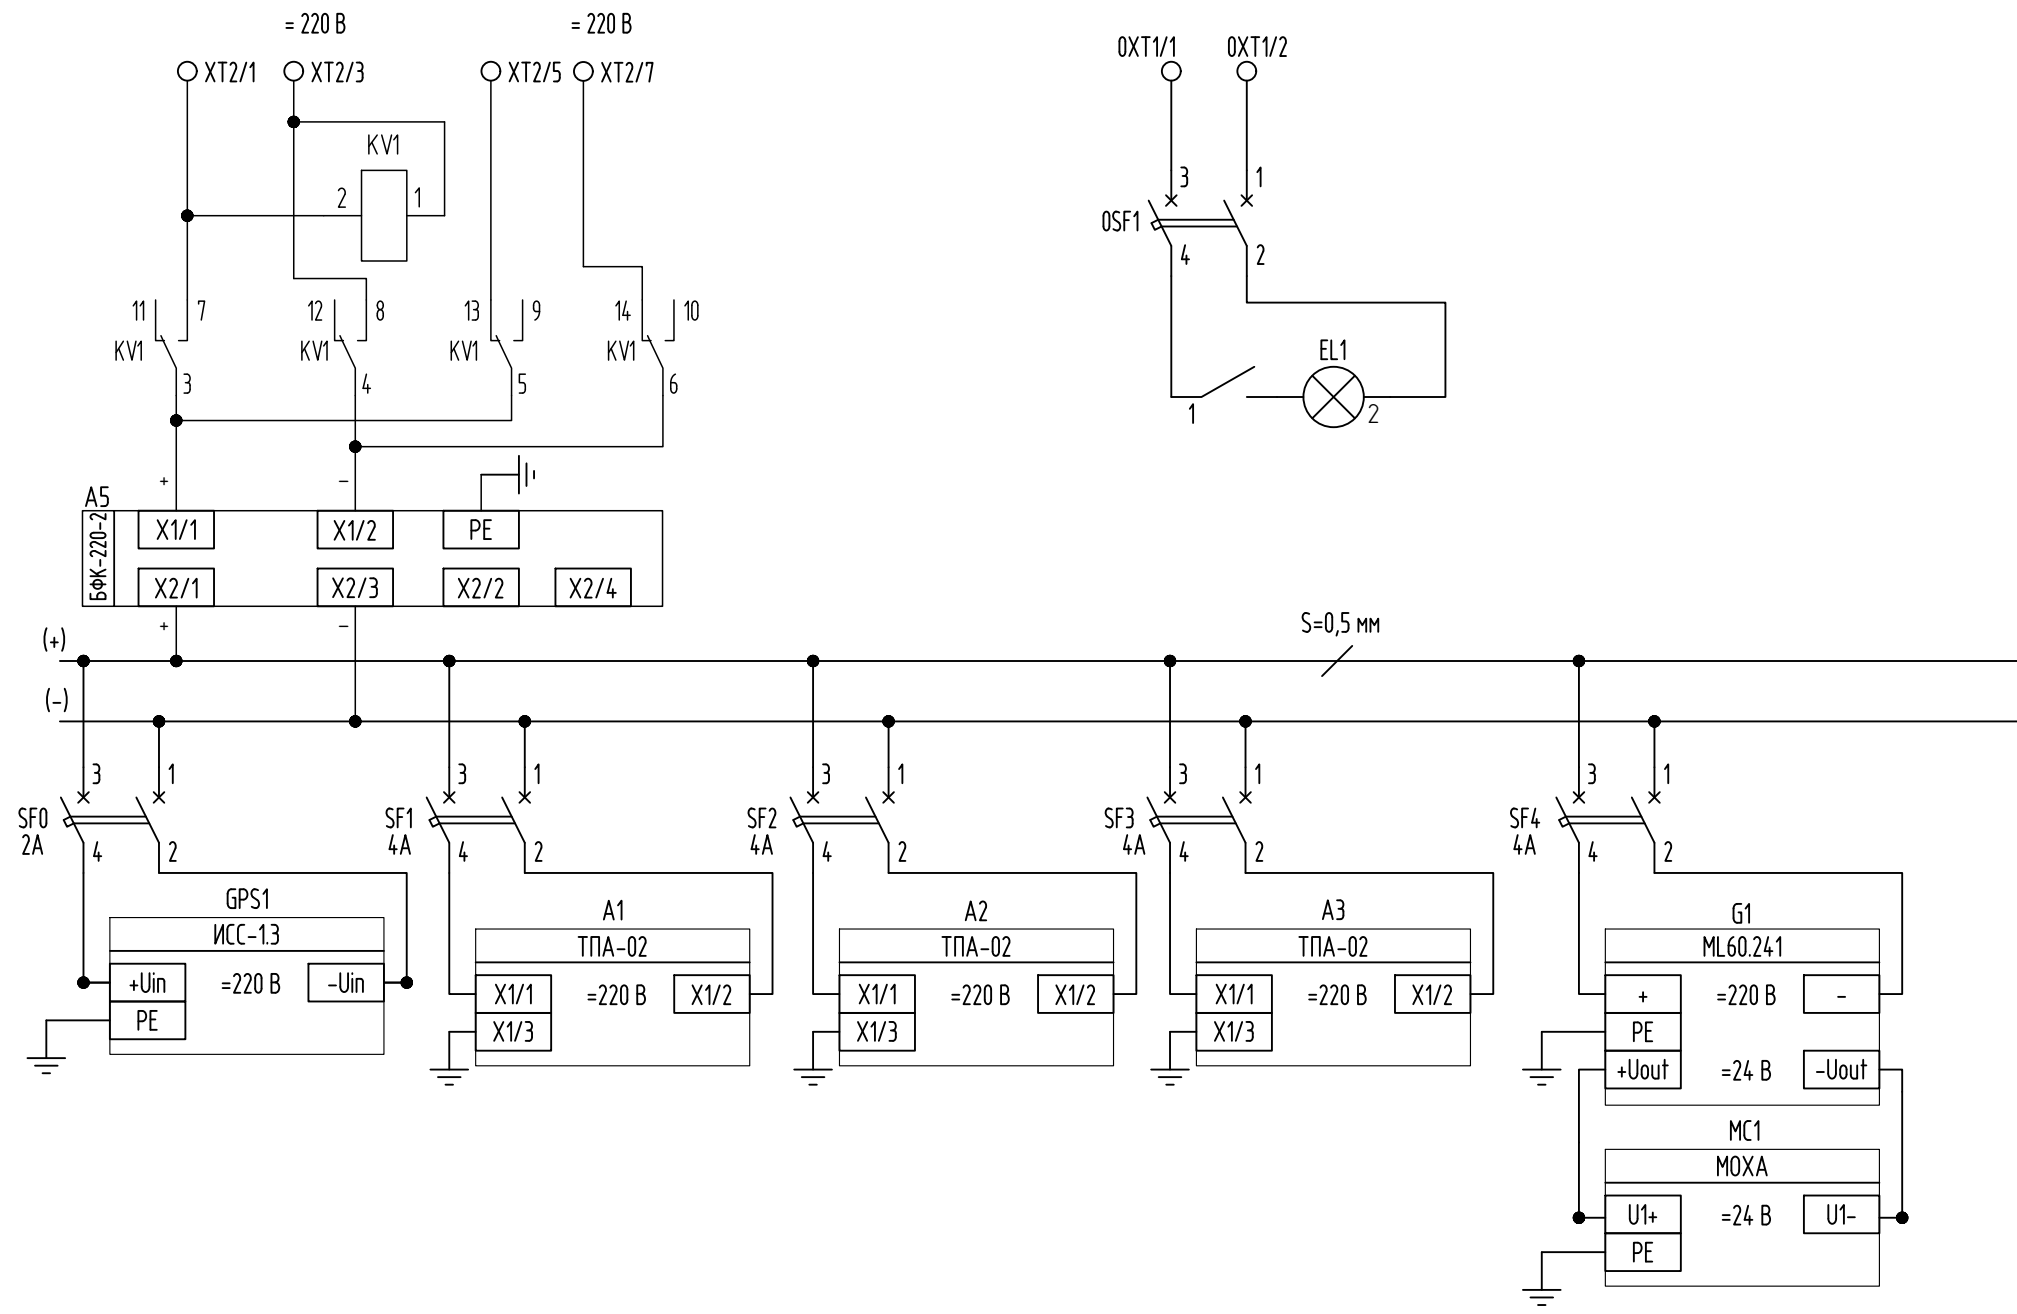 = 220 В = 220 В
XT2/1 XT2/3 XT2/5 XT2/7
0XT1/1 0XT1/2
KV1
2 1
3 1
0SF1
4 2
11 7 12 8 13 9 14 10
KV1 KV1 KV1 KV1
3 4 5 6
EL1
1 2
+ –
A5
БФК-220-2
X1/1 X1/2 PE
X2/1 X2/3 X2/2 X2/4
+ –
S=0,5 мм
(+)
(-)
3 1 3 1 3 1 3 1 3 1
SF0 SF1 SF2 SF3 SF4
2А 4А 4А 4А 4А
4 2 4 2 4 2 4 2 4 2
GPS1 A1 A2 A3 G1
ИСС-1.3 ТПА-02 ТПА-02 ТПА-02 ML60.241
+Uin =220 В -Uin
PE
X1/1 =220 В X1/2
X1/3
X1/1 =220 В X1/2
X1/3
X1/1 =220 В X1/2
X1/3
+ =220 В -
PE
+Uout =24 В -Uout
MC1
MOXA
U1+ =24 В U1-
PE